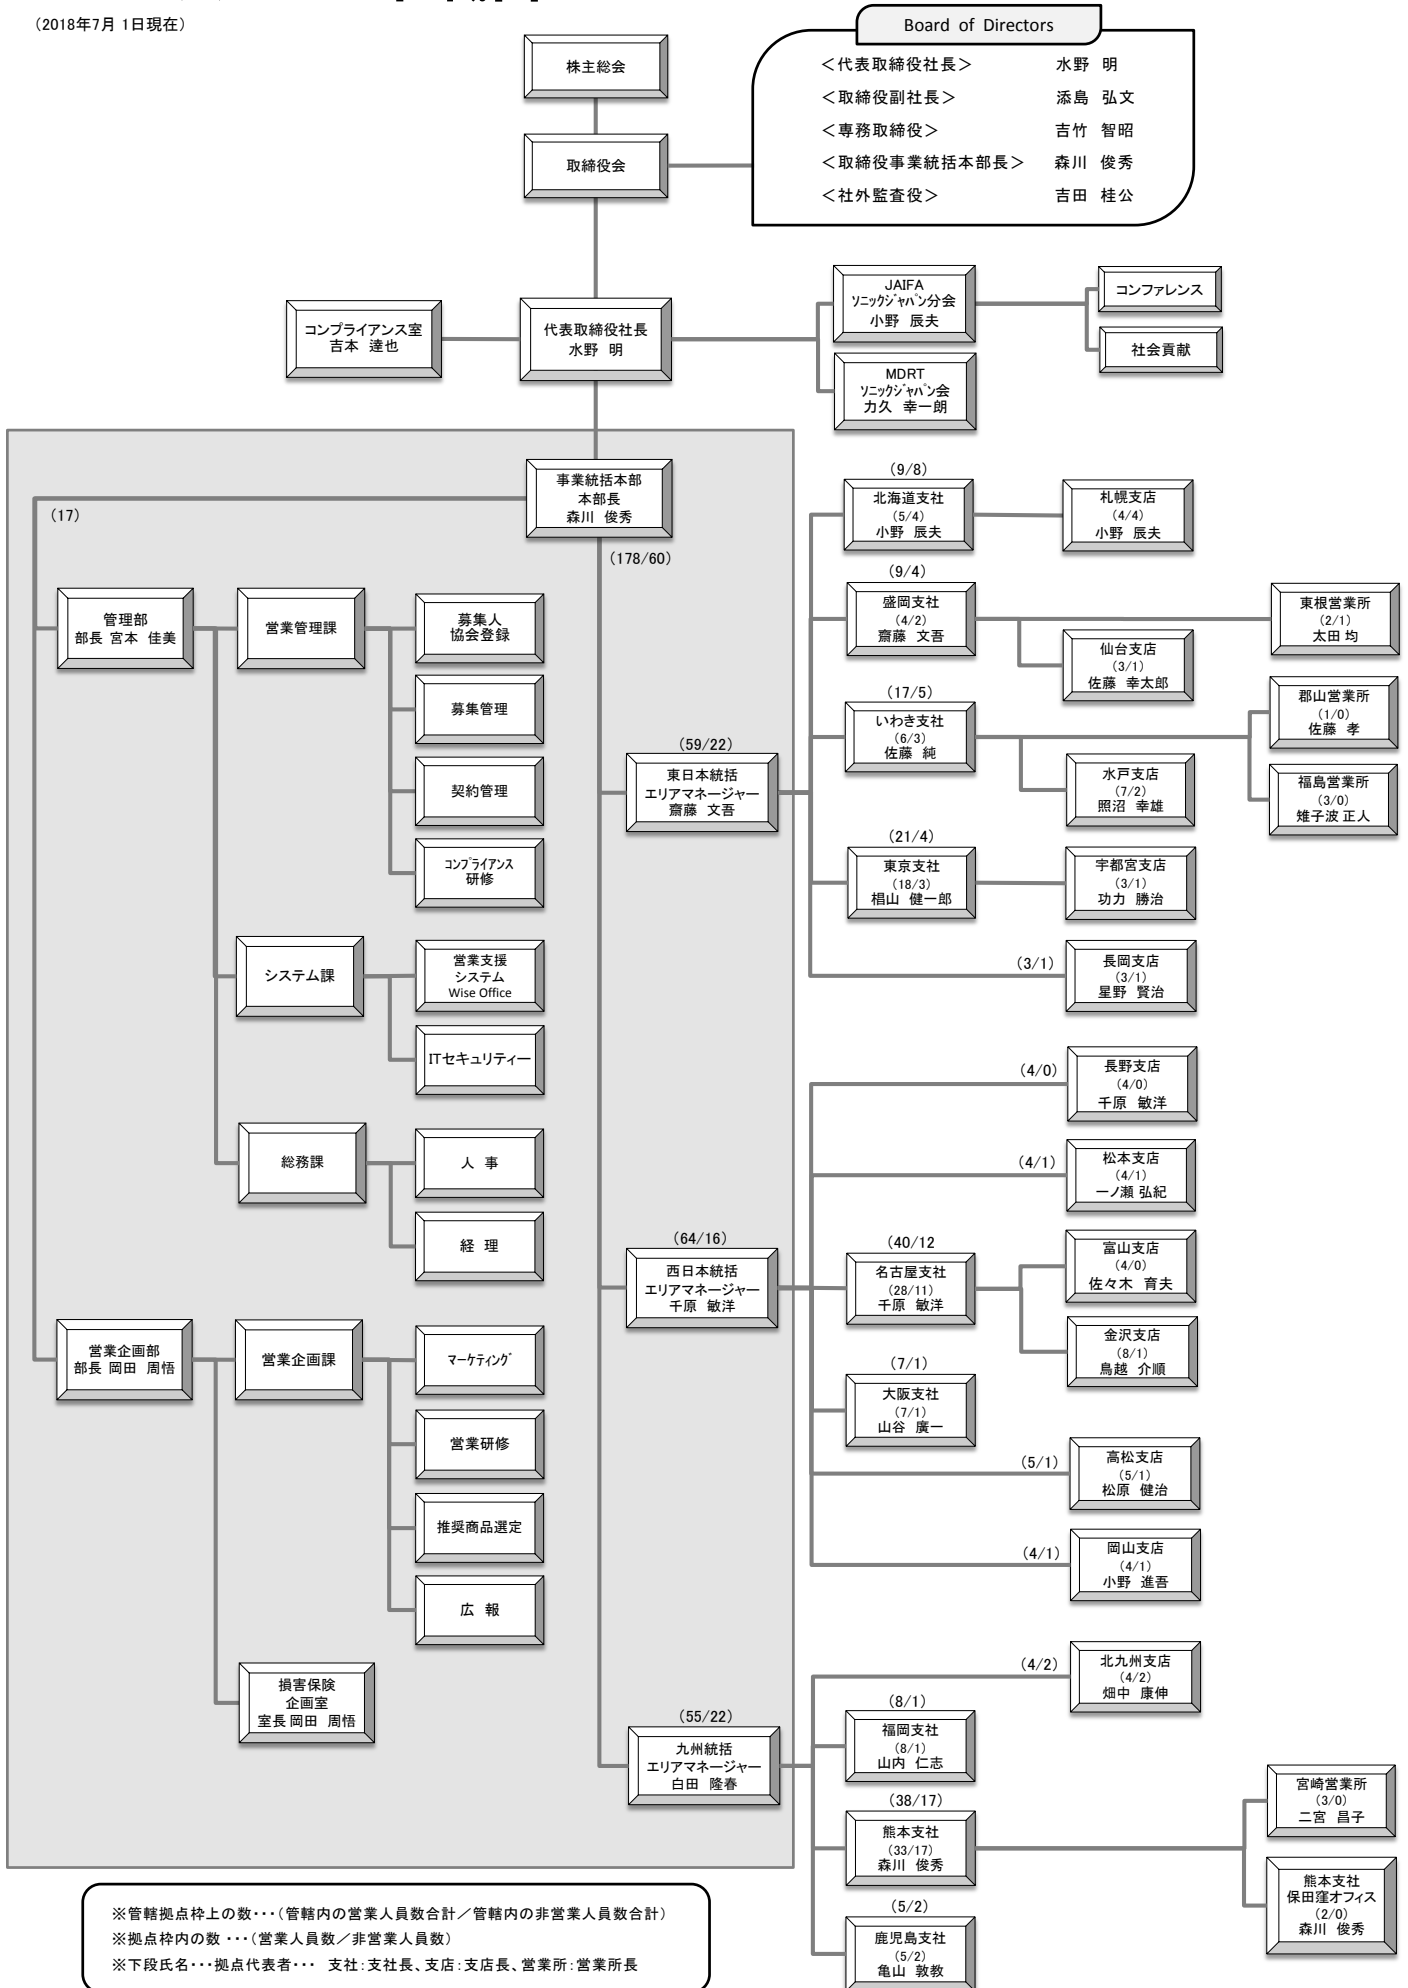 (2018年7月 1日現在)
Board of Directors
<代表取締役社長> 水野 明
<取締役副社長> 添島 弘文
<専務取締役> 吉竹 智昭
<取締役事業統括本部長> 森川 俊秀
<社外監査役> 吉田 桂公
株主総会
取締役会
コンプライアンス室
吉本 達也
代表取締役社長
水野 明
JAIFA
ソニックジャパン分会
小野 辰夫
コンファレンス
社会貢献
MDRT
ソニックジャパン会
力久 幸一朗
事業統括本部
本部長
森川 俊秀
(17)
(178/60)
管理部
部長 宮本 佳美
営業管理課
募集人
協会登録
募集管理
契約管理
コンプライアンス
研修
システム課
営業支援
システム
Wise Office
ITセキュリティー
総務課
人 事
経 理
営業企画部
部長 岡田 周悟
営業企画課
マーケティング
営業研修
推奨商品選定
広 報
損害保険
企画室
室長 岡田 周悟
(59/22)
東日本統括
エリアマネージャー
齋藤 文吾
(9/8)
北海道支社
(5/4)
小野 辰夫
札幌支店
(4/4)
小野 辰夫
(9/4)
盛岡支社
(4/2)
齋藤 文吾
東根営業所
(2/1)
太田 均
仙台支店
(3/1)
佐藤 幸太郎
(17/5)
いわき支社
(6/3)
佐藤 純
郡山営業所
(1/0)
佐藤 孝
水戸支店
(7/2)
照沼 幸雄
福島営業所
(3/0)
雉子波 正人
(21/4)
東京支社
(18/3)
椙山 健一郎
宇都宮支店
(3/1)
功力 勝治
(3/1)
長岡支店
(3/1)
星野 賢治
(64/16)
西日本統括
エリアマネージャー
千原 敏洋
(4/0)
長野支店
(4/0)
千原 敏洋
(4/1)
松本支店
(4/1)
一ノ瀬 弘紀
(40/12
名古屋支社
(28/11)
千原 敏洋
富山支店
(4/0)
佐々木 育夫
金沢支店
(8/1)
鳥越 介順
(7/1)
大阪支社
(7/1)
山谷 廣一
(5/1)
高松支店
(5/1)
松原 健治
(4/1)
岡山支店
(4/1)
小野 進吾
(55/22)
九州統括
エリアマネージャー
白田 隆春
(4/2)
北九州支店
(4/2)
畑中 康伸
(8/1)
福岡支社
(8/1)
山内 仁志
(38/17)
熊本支社
(33/17)
森川 俊秀
宮崎営業所
(3/0)
二宮 昌子
熊本支社
保田窪オフィス
(2/0)
森川 俊秀
(5/2)
鹿児島支社
(5/2)
亀山 敦教
※管轄拠点枠上の数・・・(管轄内の営業人員数合計/管轄内の非営業人員数合計)
※拠点枠内の数 ・・・(営業人員数/非営業人員数)
※下段氏名・・・拠点代表者・・・ 支社:支社長、支店:支店長、営業所:営業所長